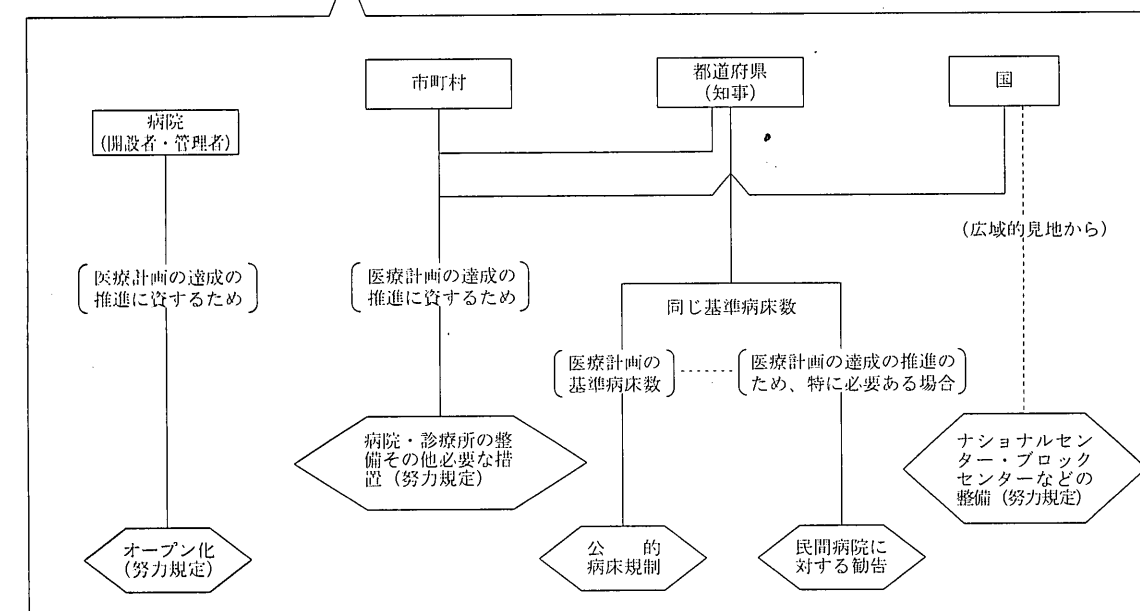 市町村
都道府県
(知事)
国
病院
(開設者・管理者)
(広域的見地から)
医療計画の達成の
推進に資するため
医療計画の達成の
推進に資するため
同じ基準病床数
医療計画の
基準病床数
医療計画の達成の推進の
ため、特に必要ある場合
病院・診療所の整
備その他必要な措
置(努力規定)
ナショナルセン
ター・ブロック
センターなどの
整備(努力規定)
オープン化
(努力規定)
公 的
病床規制
民間病院に
対する勧告